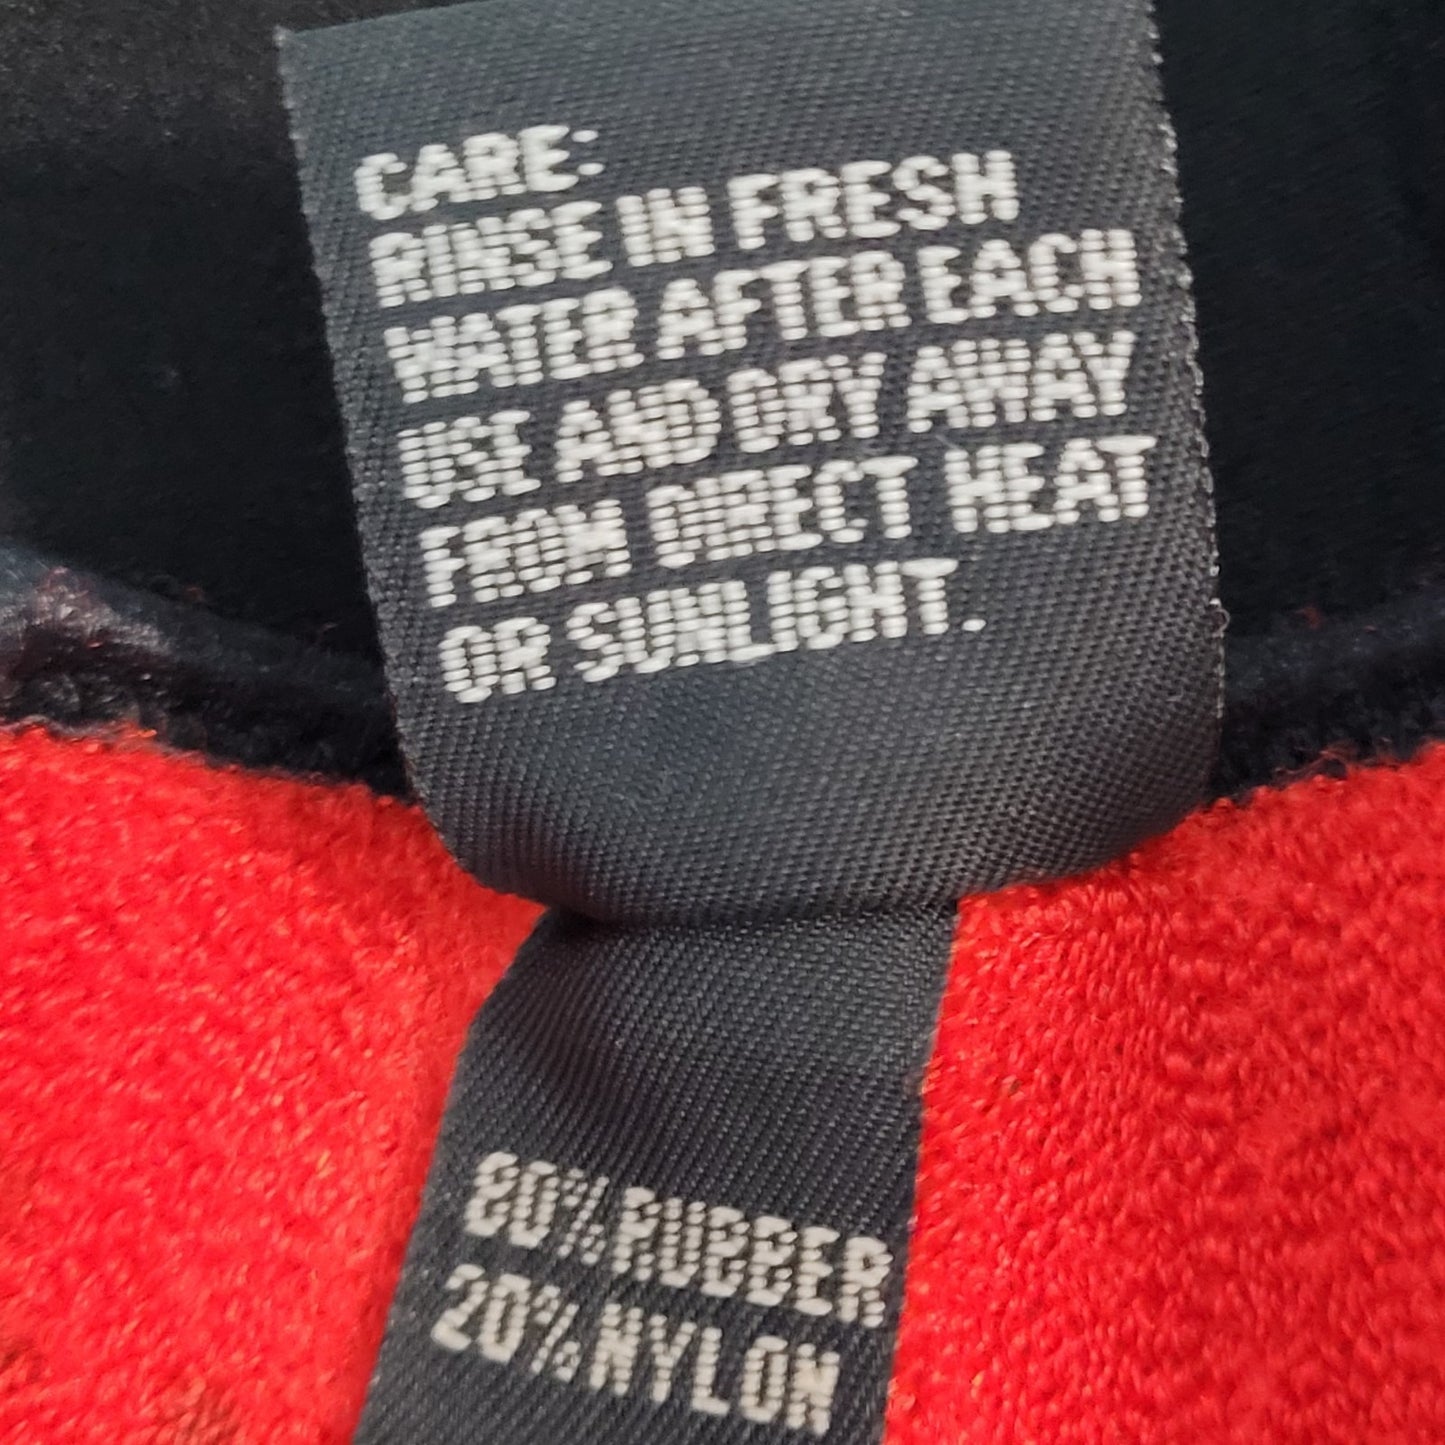 CARE:
RINSE IN FRESH
WATER AFTER EACH
USE AND DRY AWAY
FROM DIRECT HEAT
OR SUNLIGHT.
80% RUBBER
20% NYLON